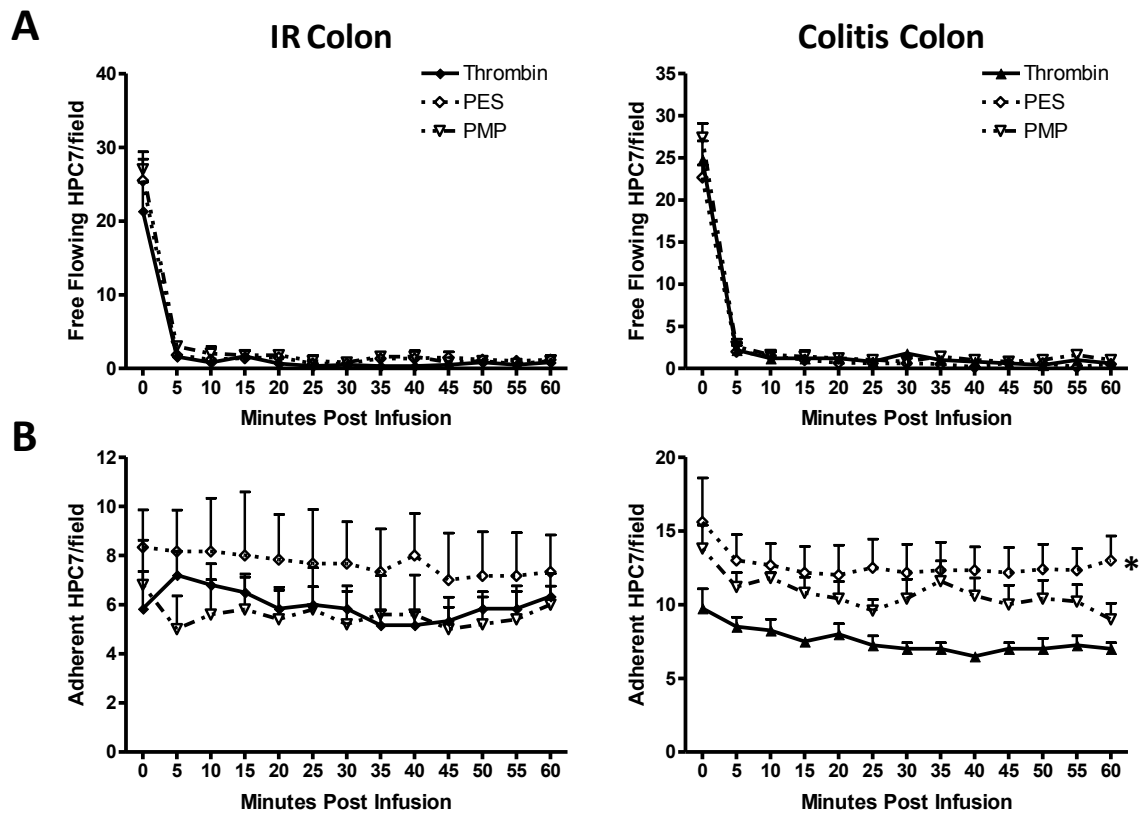 A
IR Colon
Colitis Colon
Free Flowing HPC7/field
40
30
20
10
0
Thrombin
PES
PMP
0 5 10 15 20 25 30 35 40 45 50 55 60
Minutes Post Infusion
Free Flowing HPC7/field
35
30
25
20
15
10
5
0
Thrombin
PES
PMP
0 5 10 15 20 25 30 35 40 45 50 55 60
Minutes Post Infusion
B
Adherent HPC7/field
12
10
8
6
4
2
0
0 5 10 15 20 25 30 35 40 45 50 55 60
Minutes Post Infusion
Adherent HPC7/field
20
15
10
5
0
*
0 5 10 15 20 25 30 35 40 45 50 55 60
Minutes Post Infusion